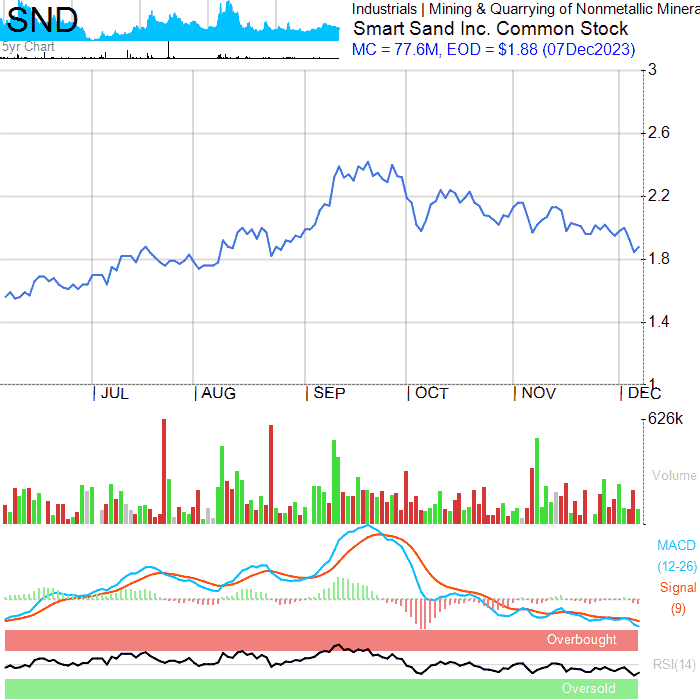 SND
5yr Chart
Industrials | Mining & Quarrying of Nonmetallic Minera
Smart Sand Inc. Common Stock
MC = 77.6M, EOD = $1.88 (07Dec2023)
3
2.6
2.2
1.8
1.4
1
JUL AUG SEP OCT NOV DEC
626k
Volume
MACD
(12-26)
Signal
(9)
Overbought
RSI(14)
Oversold